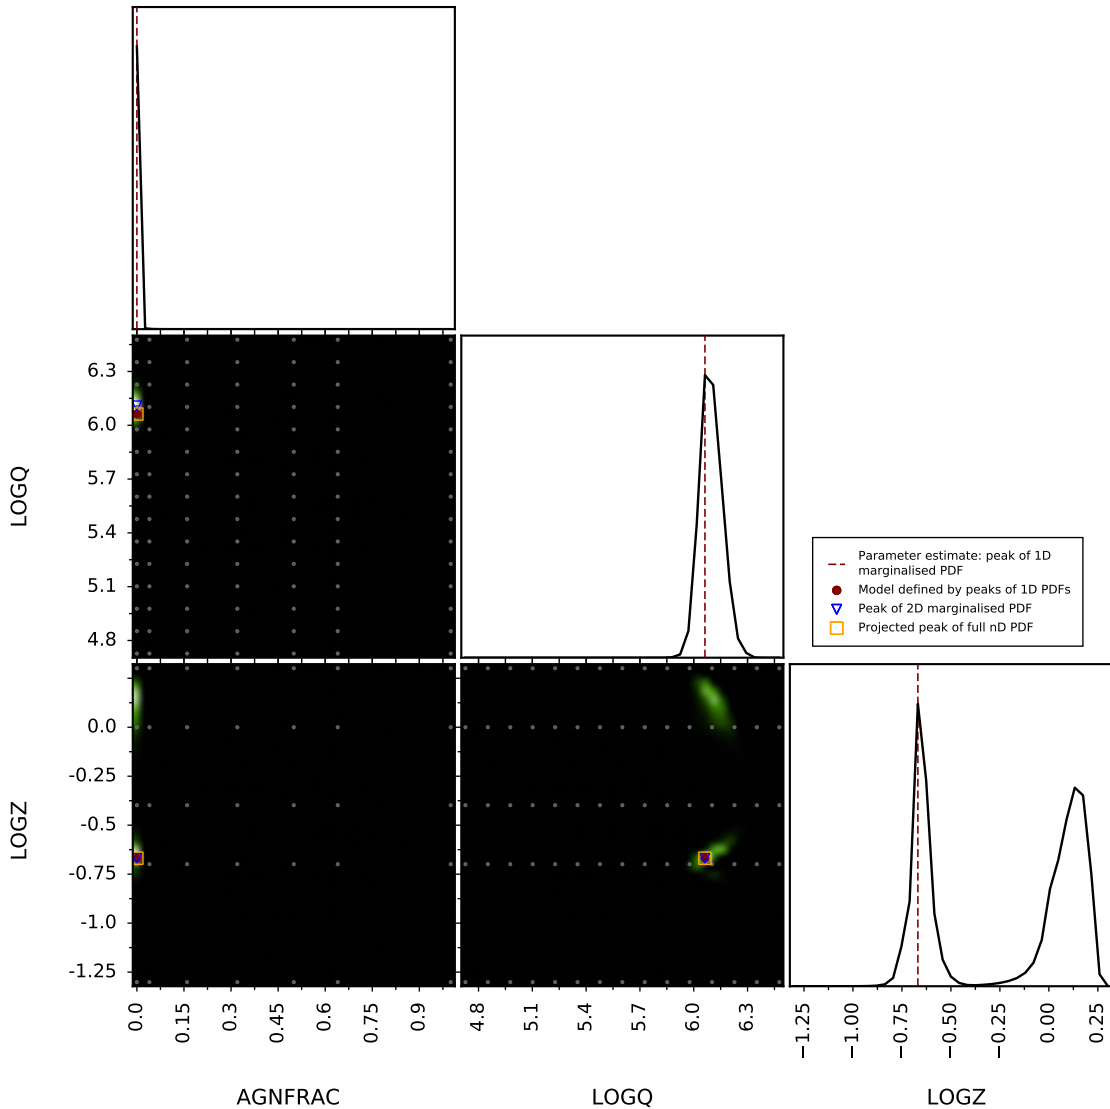 6.3
6.0
5.7
5.4
5.1
4.8
LOGQ
Parameter estimate: peak of 1D
marginalised PDF
Model defined by peaks of 1D PDFs
Peak of 2D marginalised PDF
Projected peak of full nD PDF
0.0
-0.25
-0.5
-0.75
-1.0
-1.25
LOGZ
0.0 0.15 0.3 0.45 0.6 0.75 0.9
4.8 5.1 5.4 5.7 6.0 6.3
−1.25 −1.00 −0.75 −0.50 −0.25 0.00 0.25
AGNFRAC LOGQ LOGZ